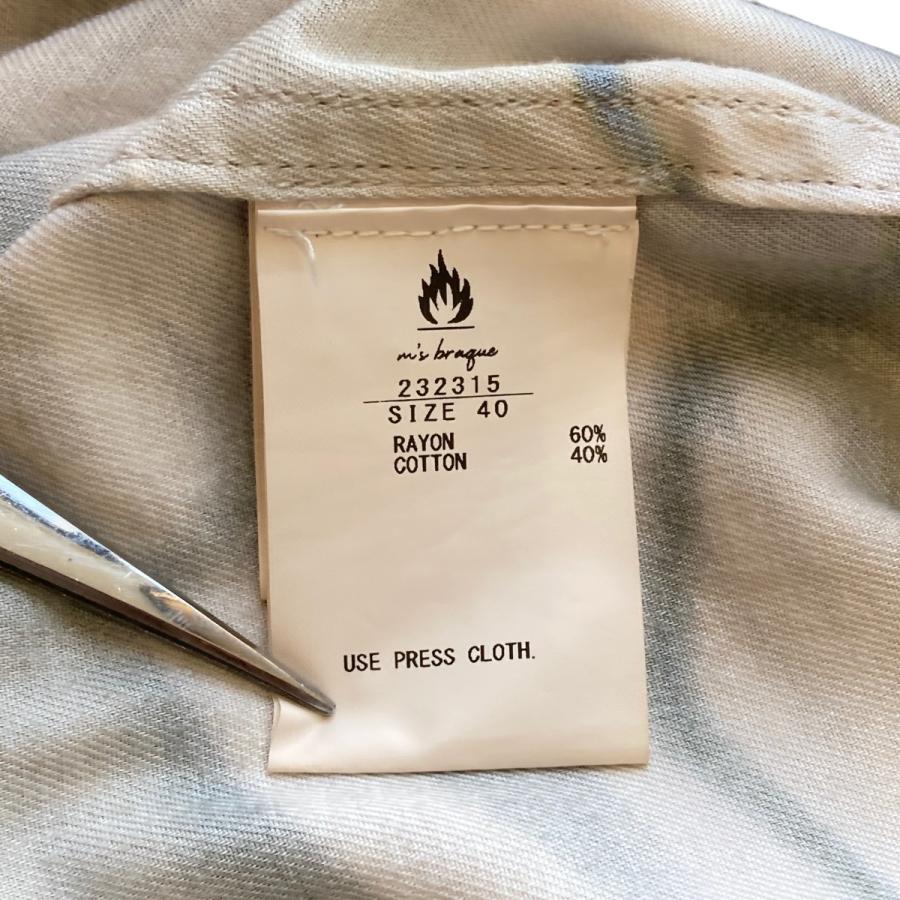 m's braque
232315
SIZE 40
RAYON 60%
COTTON 40%
USE PRESS CLOTH.